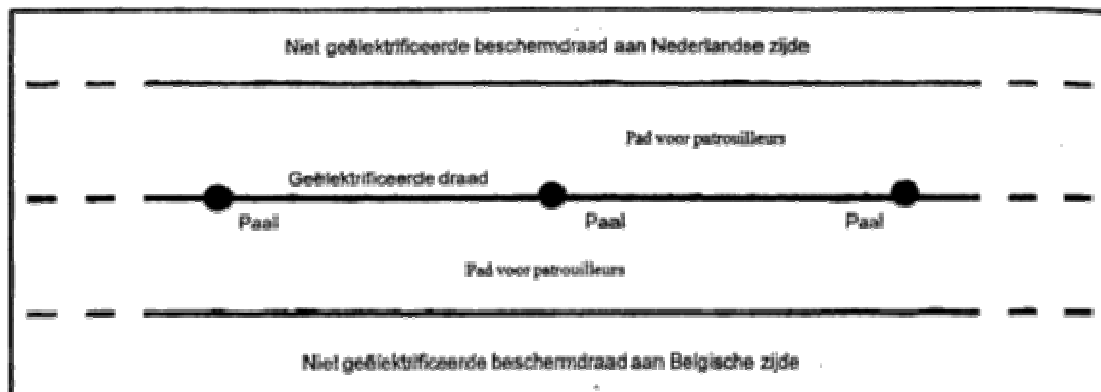 Niet geëlektrificeerde beschermdraad aan Nederlandse zijde
Pad voor patrouilleurs
Geëlektrificeerde draad
Paal Paal Paal
Pad voor patrouilleurs
Niet geëlektrificeerde beschermdraad aan Belgische zijde